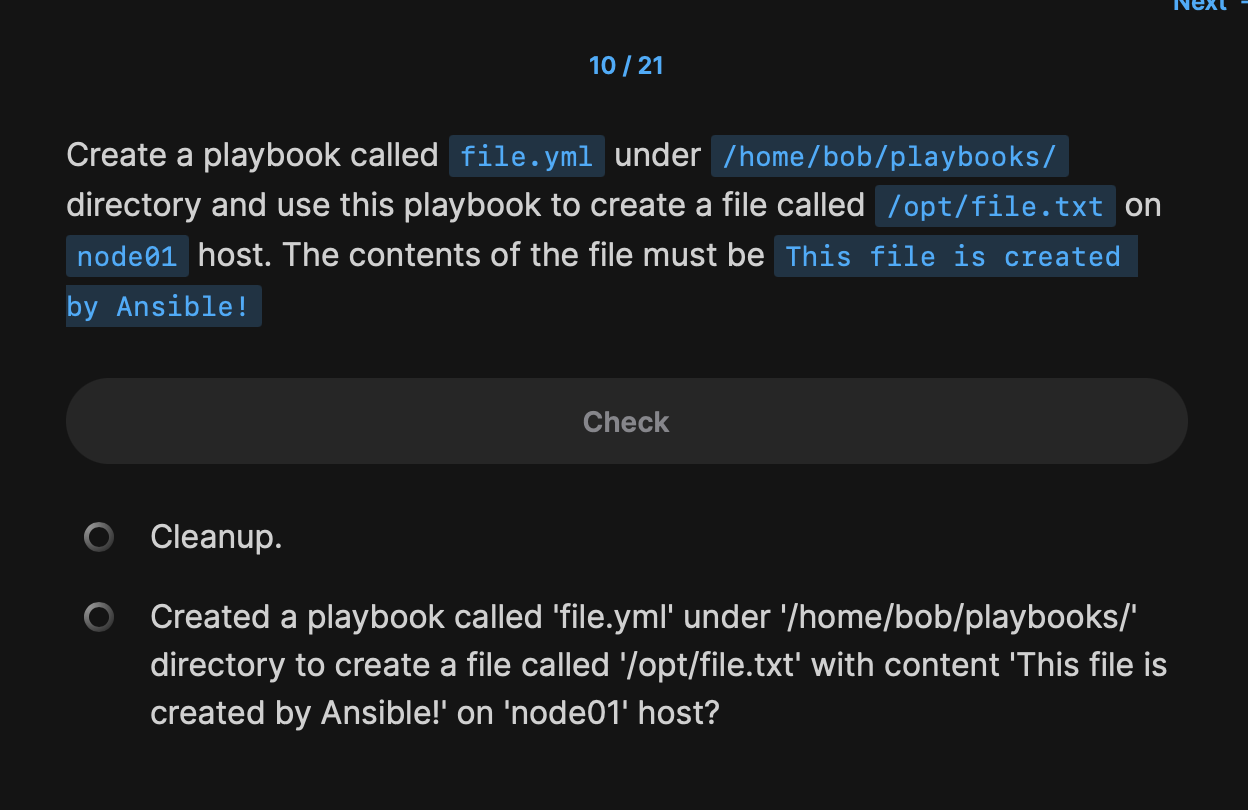 Next
10 / 21
Create a playbook called file.yml under /home/bob/playbooks/
directory and use this playbook to create a file called /opt/file.txt on
node01 host. The contents of the file must be This file is created
by Ansible!
Check
Cleanup.
Created a playbook called 'file.yml' under '/home/bob/playbooks/'
directory to create a file called '/opt/file.txt' with content 'This file is
created by Ansible!' on 'node01' host?